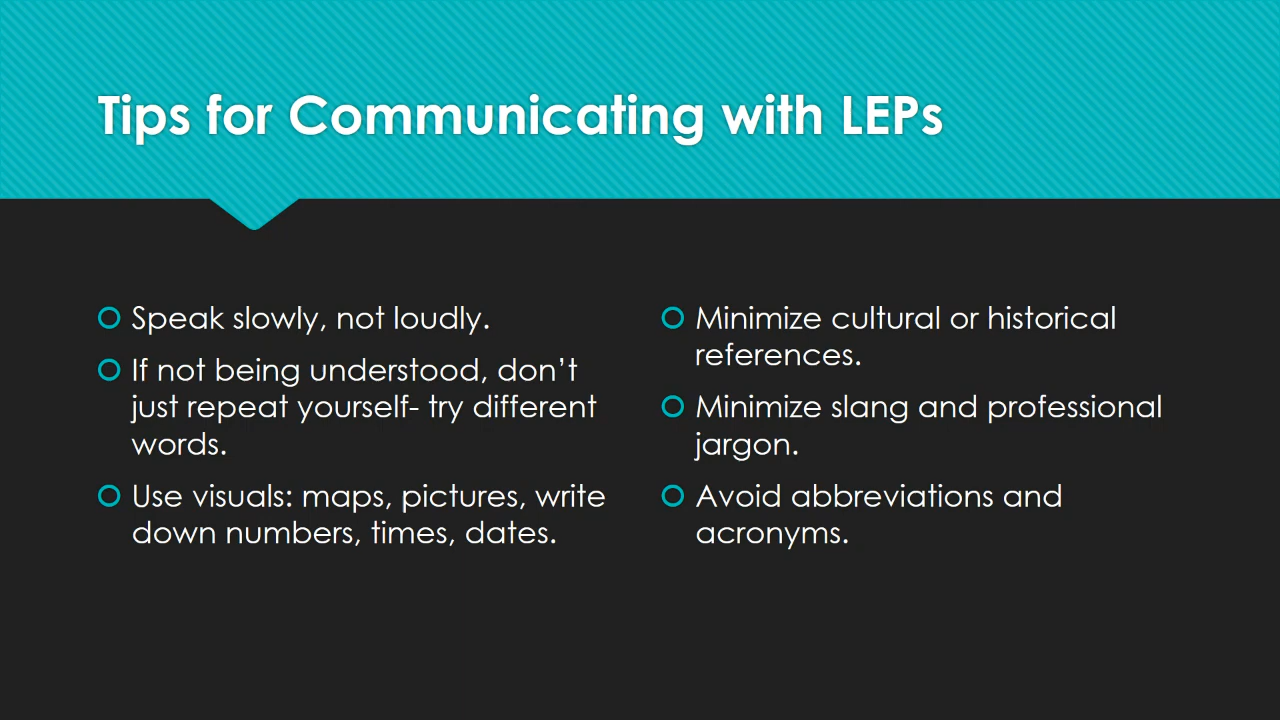 Tips for Communicating with LEPs
Speak slowly, not loudly.
If not being understood, don’t
just repeat yourself- try different
words.
Use visuals: maps, pictures, write
down numbers, times, dates.
Minimize cultural or historical
references.
Minimize slang and professional
jargon.
Avoid abbreviations and
acronyms.